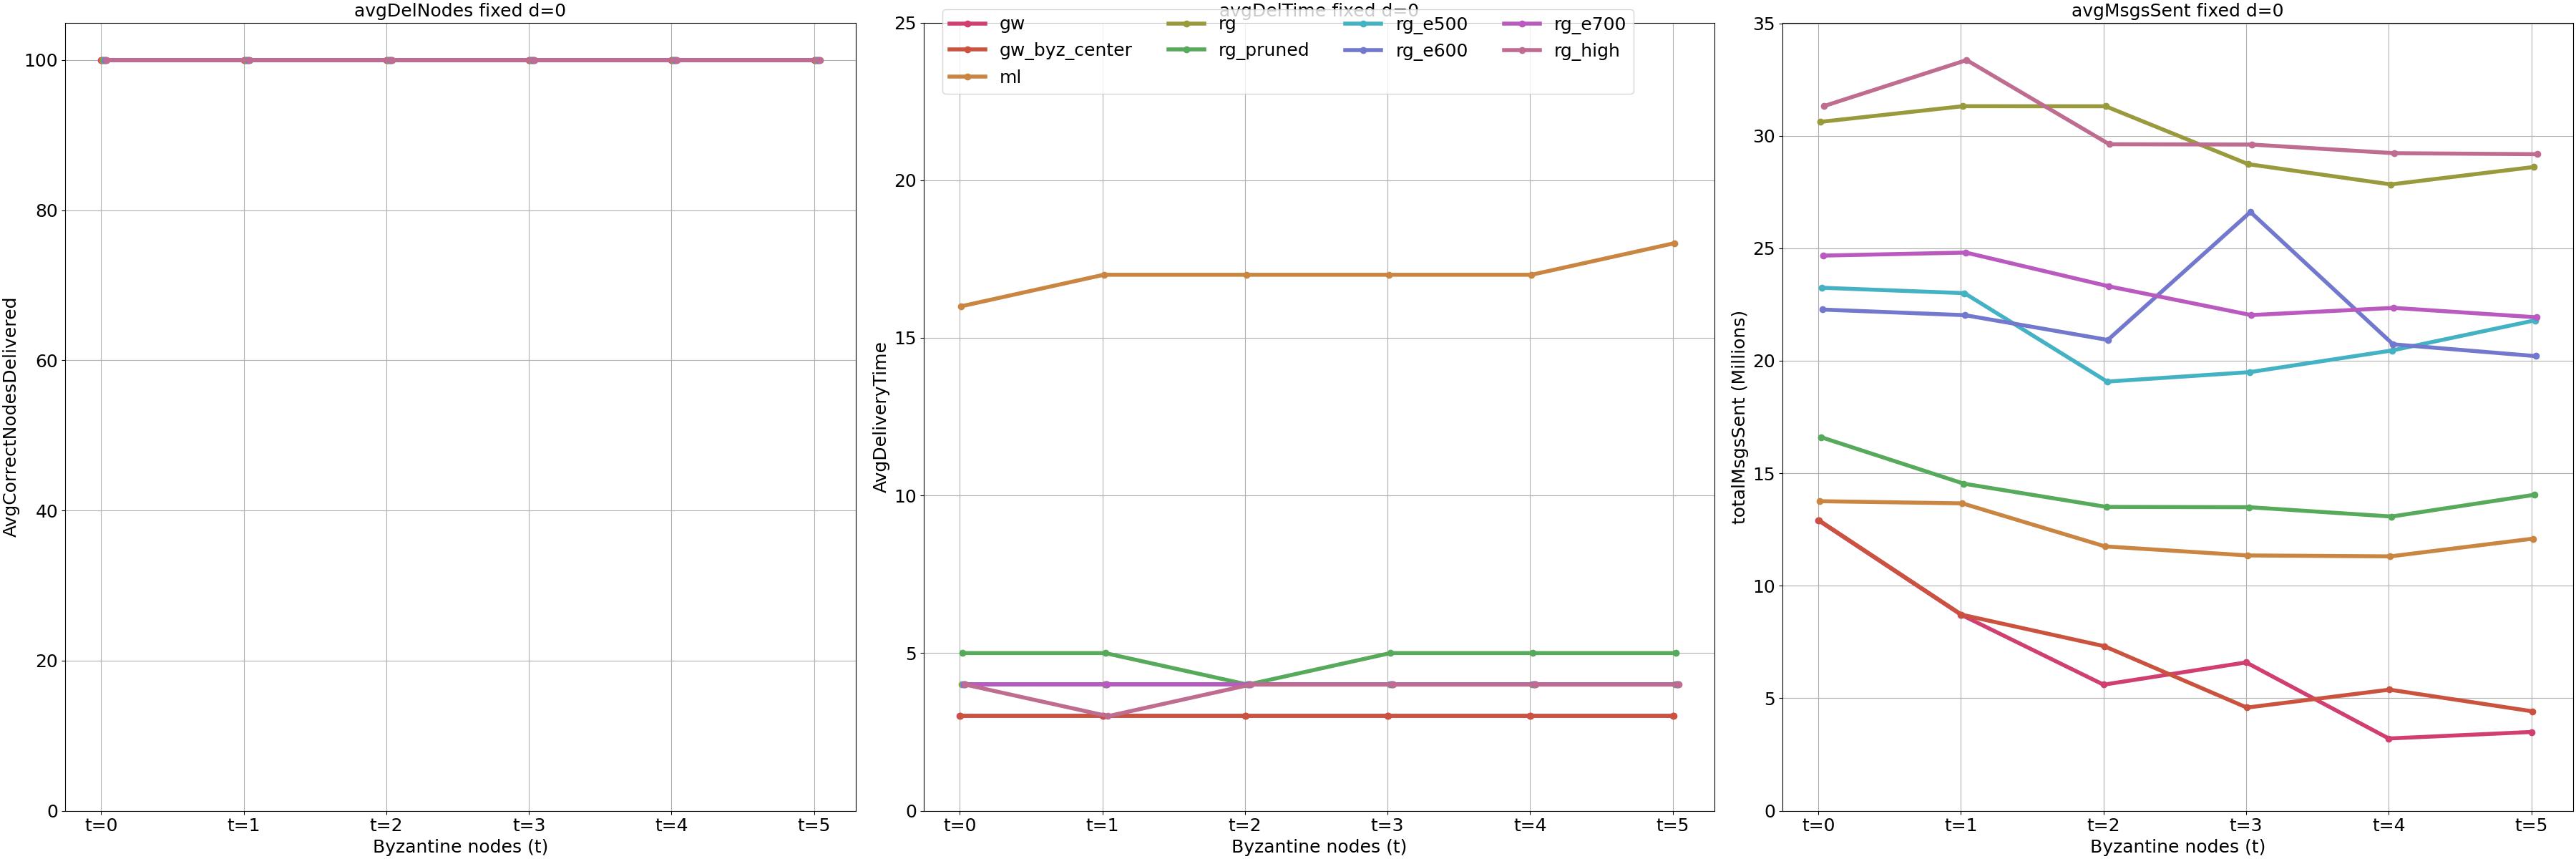 avgDelNodes fixed d=0
AvgCorrectNodesDelivered
100
80
60
40
20
0
t=0 t=1 t=2 t=3 t=4 t=5
Byzantine nodes (t)
avgDelTime fixed d=0
gw rg rg_e500 rg_e700
gw_byz_center rg_pruned rg_e600 rg_high
ml
AvgDeliveryTime
25
20
15
10
5
0
t=0 t=1 t=2 t=3 t=4 t=5
Byzantine nodes (t)
avgMsgsSent fixed d=0
totalMsgsSent (Millions)
35
30
25
20
15
10
5
0
t=0 t=1 t=2 t=3 t=4 t=5
Byzantine nodes (t)